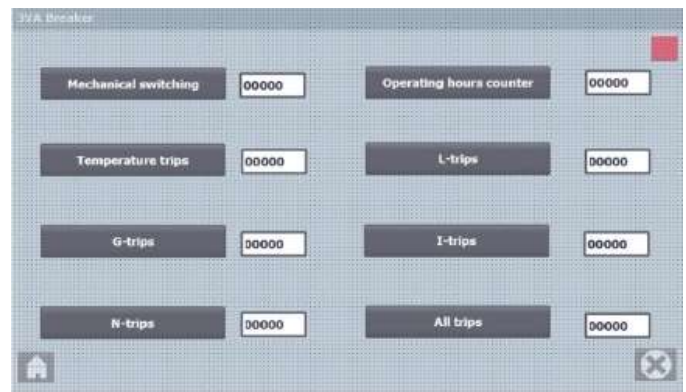 3VA Breaker
Mechanical switching 00000 Operating hours counter 00000
Temperature trips 00000 L-trips 00000
G-trips 00000 I-trips 00000
N-trips 00000 All trips 00000